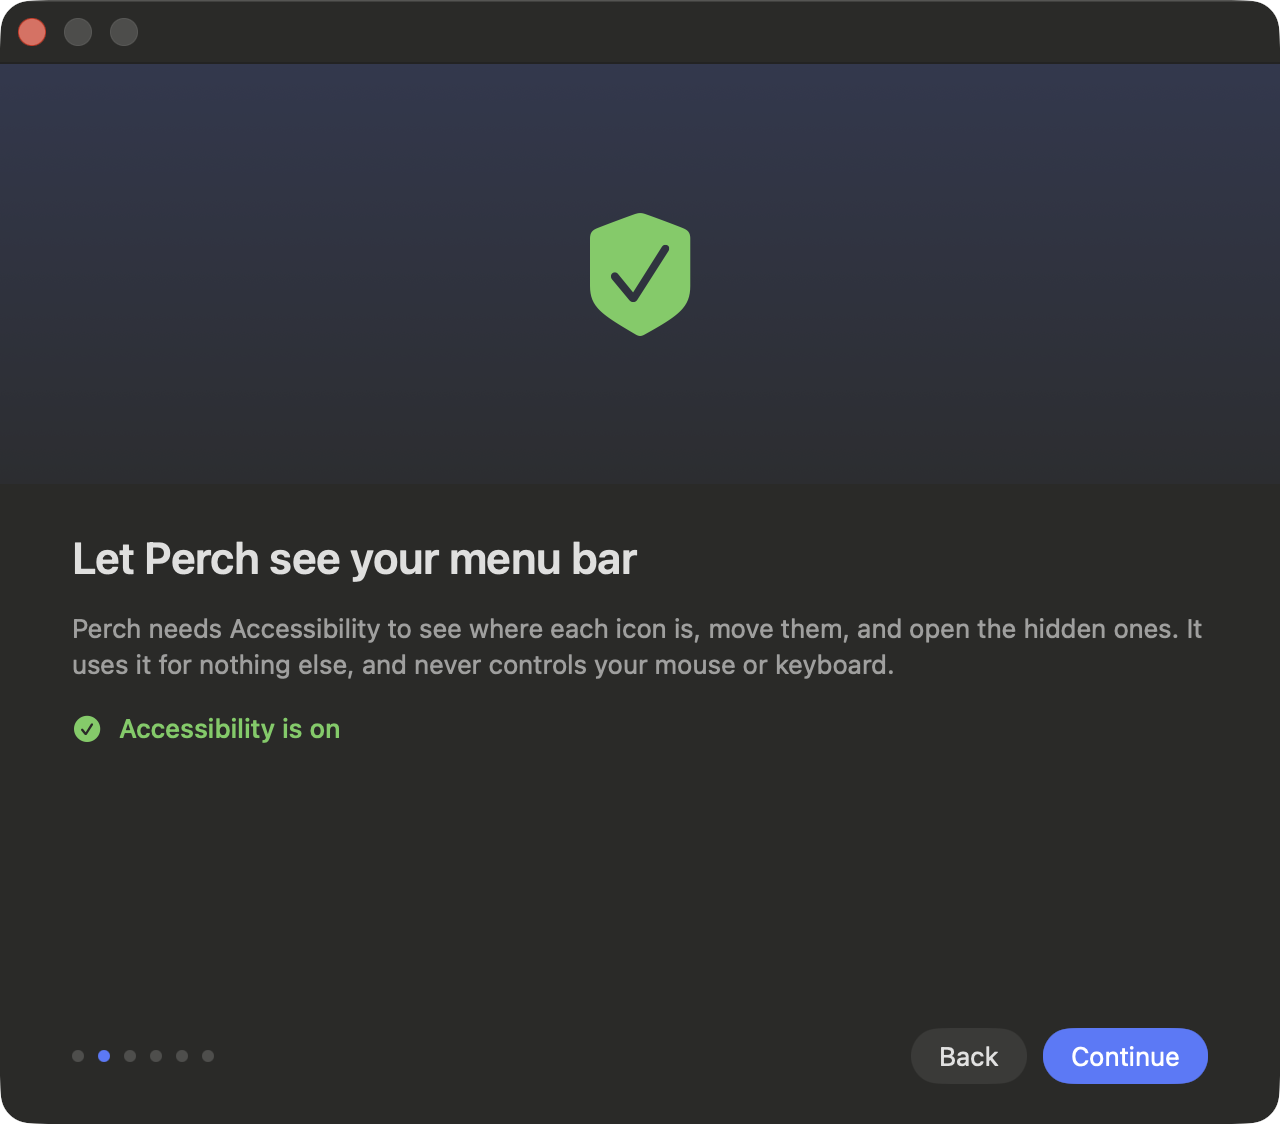 Let Perch see your menu bar
Perch needs Accessibility to see where each icon is, move them, and open the hidden ones. It
uses it for nothing else, and never controls your mouse or keyboard.
Accessibility is on
Back
Continue